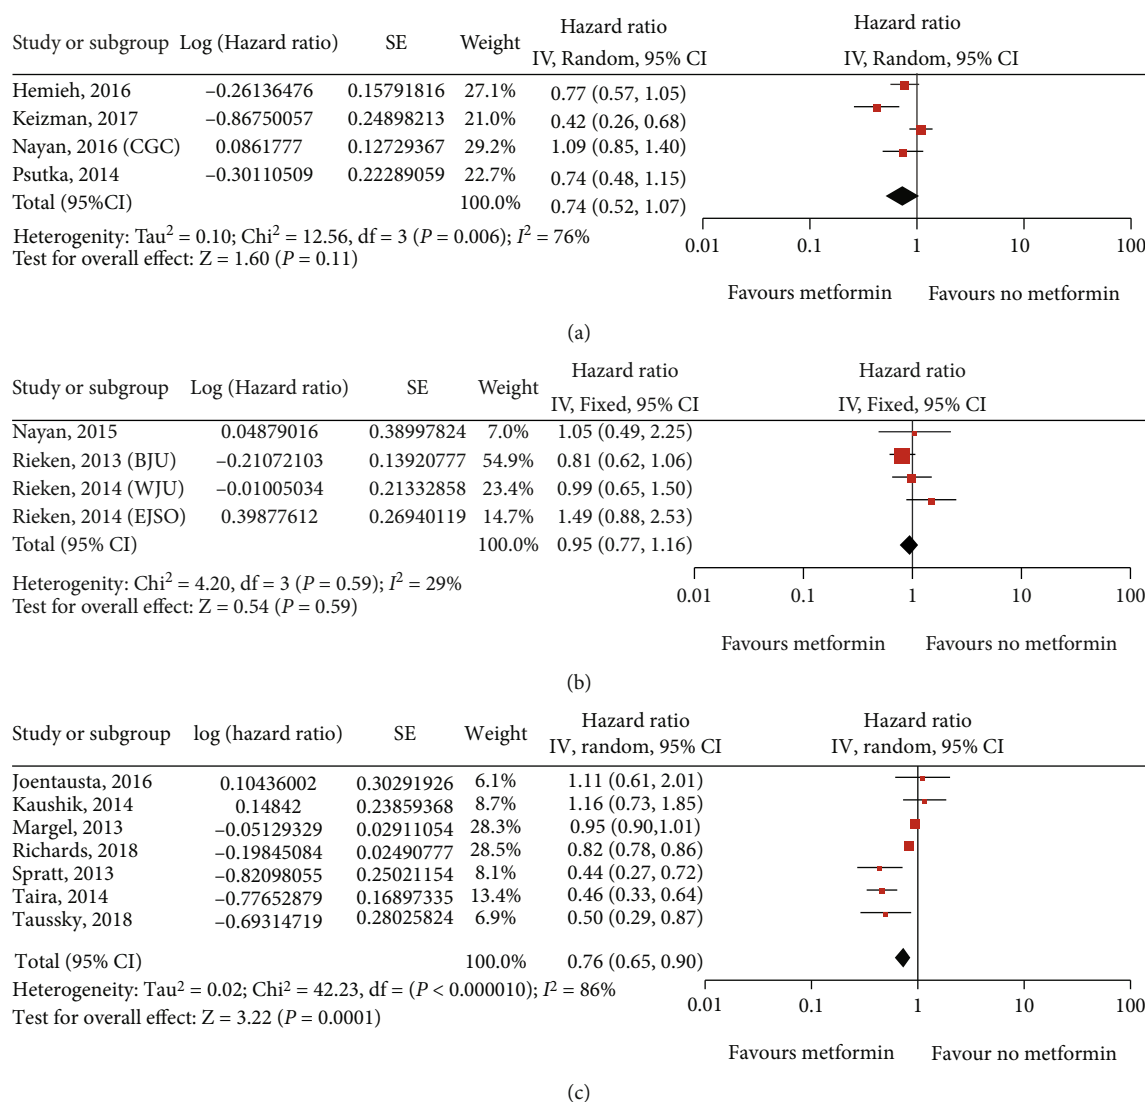 Study or subgroup Log (Hazard ratio) SE Weight Hazard ratio IV, Random, 95% CI Hazard ratio IV, Random, 95% CI
Hemieh, 2016 –0.26136476 0.15791816 27.1% 0.77 (0.57, 1.05)
Keizman, 2017 –0.86750057 0.24898213 21.0% 0.42 (0.26, 0.68)
Nayan, 2016 (CGC) 0.0861777 0.12729367 29.2% 1.09 (0.85, 1.40)
Psutka, 2014 –0.30110509 0.22289059 22.7% 0.74 (0.48, 1.15)
Total (95%CI) 100.0% 0.74 (0.52, 1.07)
Heterogenity: Tau² = 0.10; Chi² = 12.56, df = 3 (P = 0.006); I² = 76%
Test for overall effect: Z = 1.60 (P = 0.11)
0.01 0.1 1 10 100
Favours metformin Favours no metformin
(a)
Study or subgroup Log (Hazard ratio) SE Weight Hazard ratio IV, Fixed, 95% CI Hazard ratio IV, Fixed, 95% CI
Nayan, 2015 0.04879016 0.38997824 7.0% 1.05 (0.49, 2.25)
Rieken, 2013 (BJU) –0.21072103 0.13920777 54.9% 0.81 (0.62, 1.06)
Rieken, 2014 (WJU) –0.01005034 0.21332858 23.4% 0.99 (0.65, 1.50)
Rieken, 2014 (EJSO) 0.39877612 0.26940119 14.7% 1.49 (0.88, 2.53)
Total (95% CI) 100.0% 0.95 (0.77, 1.16)
Heterogenity: Chi² = 4.20, df = 3 (P = 0.59); I² = 29%
Test for overall effect: Z = 0.54 (P = 0.59)
0.01 0.1 1 10 100
Favours metformin Favours no metformin
(b)
Study or subgroup log (hazard ratio) SE Weight Hazard ratio IV, random, 95% CI Hazard ratio IV, random, 95% CI
Joentausta, 2016 0.10436002 0.30291926 6.1% 1.11 (0.61, 2.01)
Kaushik, 2014 0.14842 0.23859368 8.7% 1.16 (0.73, 1.85)
Margel, 2013 –0.05129329 0.02911054 28.3% 0.95 (0.90,1.01)
Richards, 2018 –0.19845084 0.02490777 28.5% 0.82 (0.78, 0.86)
Spratt, 2013 –0.82098055 0.25021154 8.1% 0.44 (0.27, 0.72)
Taira, 2014 –0.77652879 0.16897335 13.4% 0.46 (0.33, 0.64)
Taussky, 2018 –0.69314719 0.28025824 6.9% 0.50 (0.29, 0.87)
Total (95% CI) 100.0% 0.76 (0.65, 0.90)
Heterogeneity: Tau² = 0.02; Chi² = 42.23, df = (P < 0.000010); I² = 86%
Test for overall effect: Z = 3.22 (P = 0.0001)
0.01 0.1 1 10 100
Favours metformin Favour no metformin
(c)